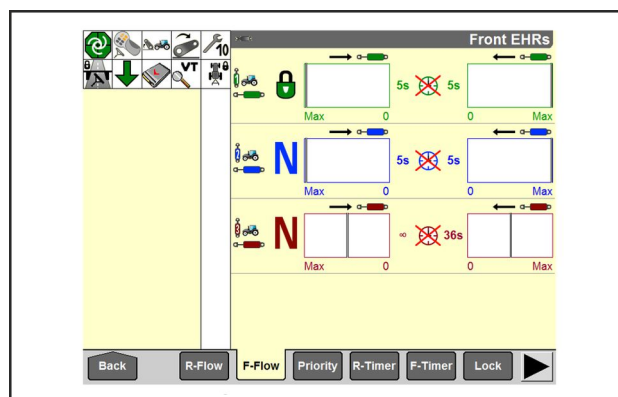 Front EHRs
10
VT
L
5s 5s
Max 0 0 Max
N 5s 5s
Max 0 0 Max
N ∞ 36s
Max 0 0 Max
Back R-Flow F-Flow Priority R-Timer F-Timer Lock